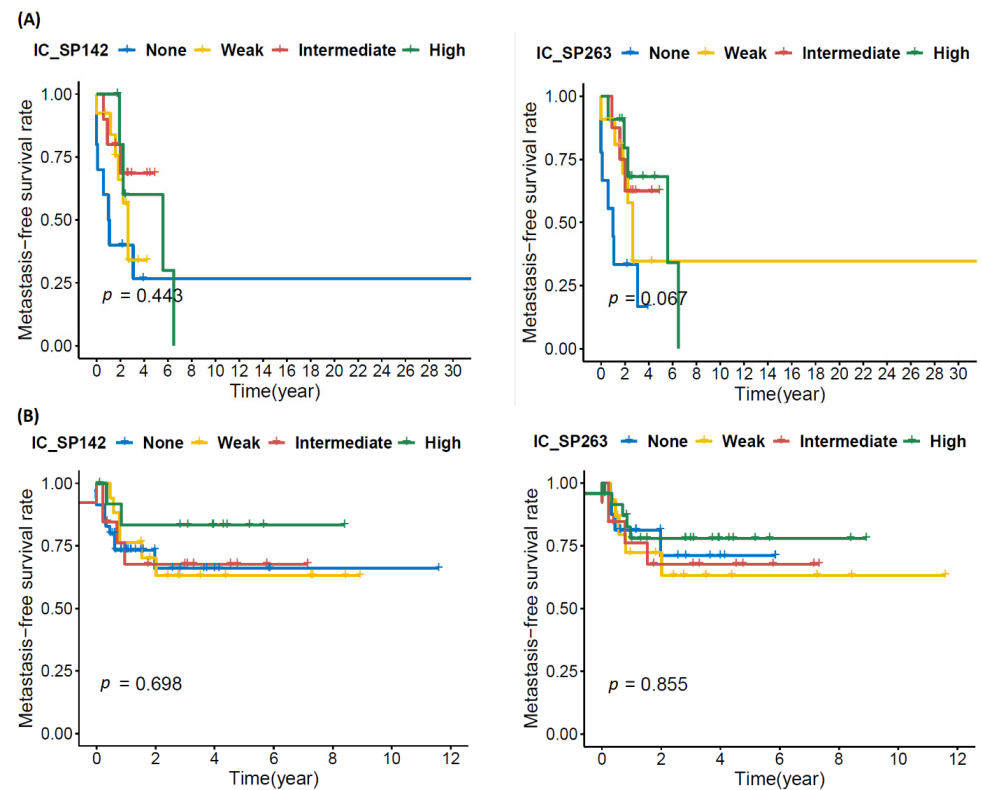 (A)
IC_SP142 None Weak Intermediate High
Metastasis−free survival rate
1.00
0.75
0.50
0.25
0.00
p = 0.443
0 2 4 6 8 10 12 14 16 18 20 22 24 26 28 30
Time(year)
IC_SP263 None Weak Intermediate High
Metastasis−free survival rate
1.00
0.75
0.50
0.25
0.00
p = 0.067
0 2 4 6 8 10 12 14 16 18 20 22 24 26 28 30
Time(year)
(B)
IC_SP142 None Weak Intermediate High
Metastasis−free survival rate
1.00
0.75
0.50
0.25
0.00
p = 0.698
0 2 4 6 8 10 12
Time(year)
IC_SP263 None Weak Intermediate High
Metastasis−free survival rate
1.00
0.75
0.50
0.25
0.00
p = 0.855
0 2 4 6 8 10 12
Time(year)